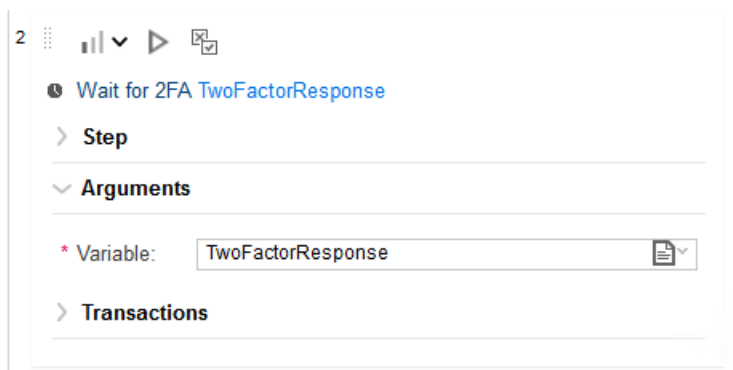 2
Wait for 2FA TwoFactorResponse
Step
Arguments
* Variable: TwoFactorResponse
Transactions